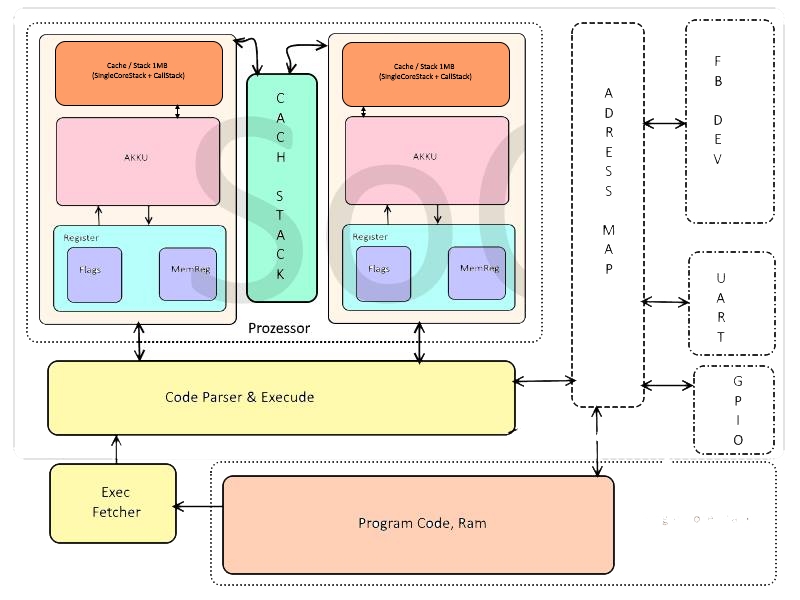 Cache / Stack 1MB
(SingleCoreStack + CallStack)
AKKU
Register
Flags
MemReg
CACH STACK
Cache / Stack 1MB
(SingleCoreStack + CallStack)
AKKU
Register
Flags
MemReg
Prozessor
SoC
ADRESS MAP
FB DEV
UART
GPIO
Code Parser & Execute
Exec
Fetcher
Program Code, Ram